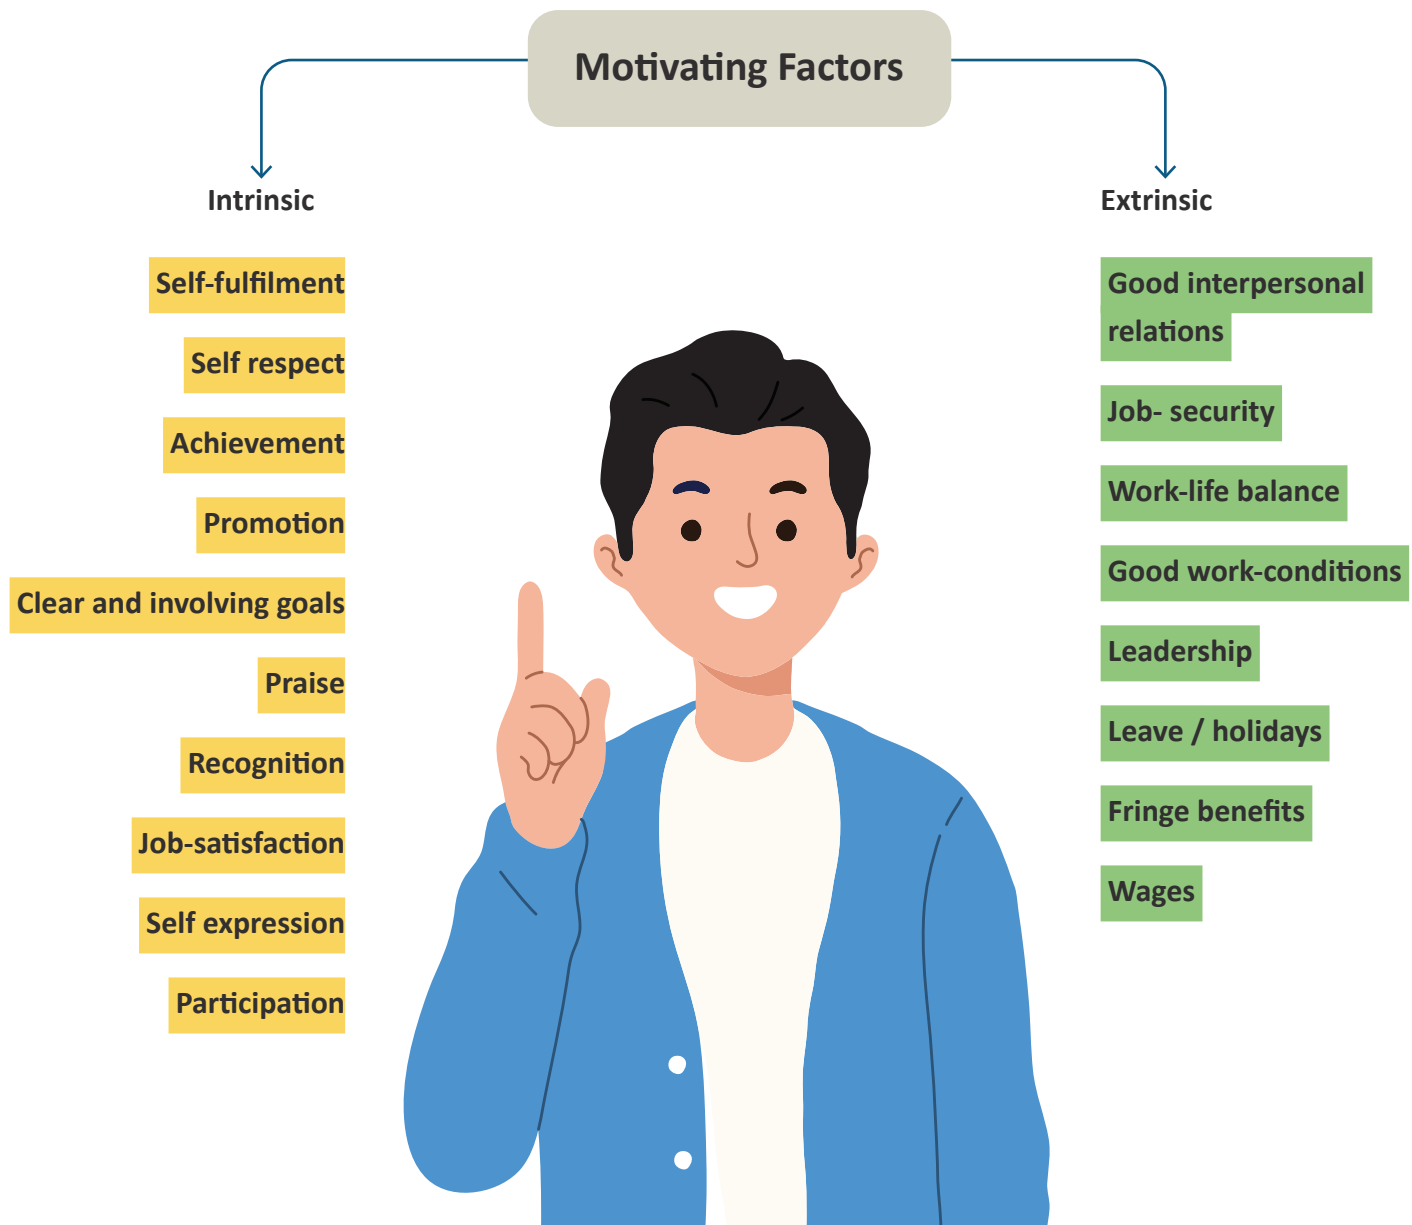 Motivating Factors
Intrinsic
Self-fulfilment
Self respect
Achievement
Promotion
Clear and involving goals
Praise
Recognition
Job-satisfaction
Self expression
Participation
Extrinsic
Good interpersonal
relations
Job- security
Work-life balance
Good work-conditions
Leadership
Leave / holidays
Fringe benefits
Wages